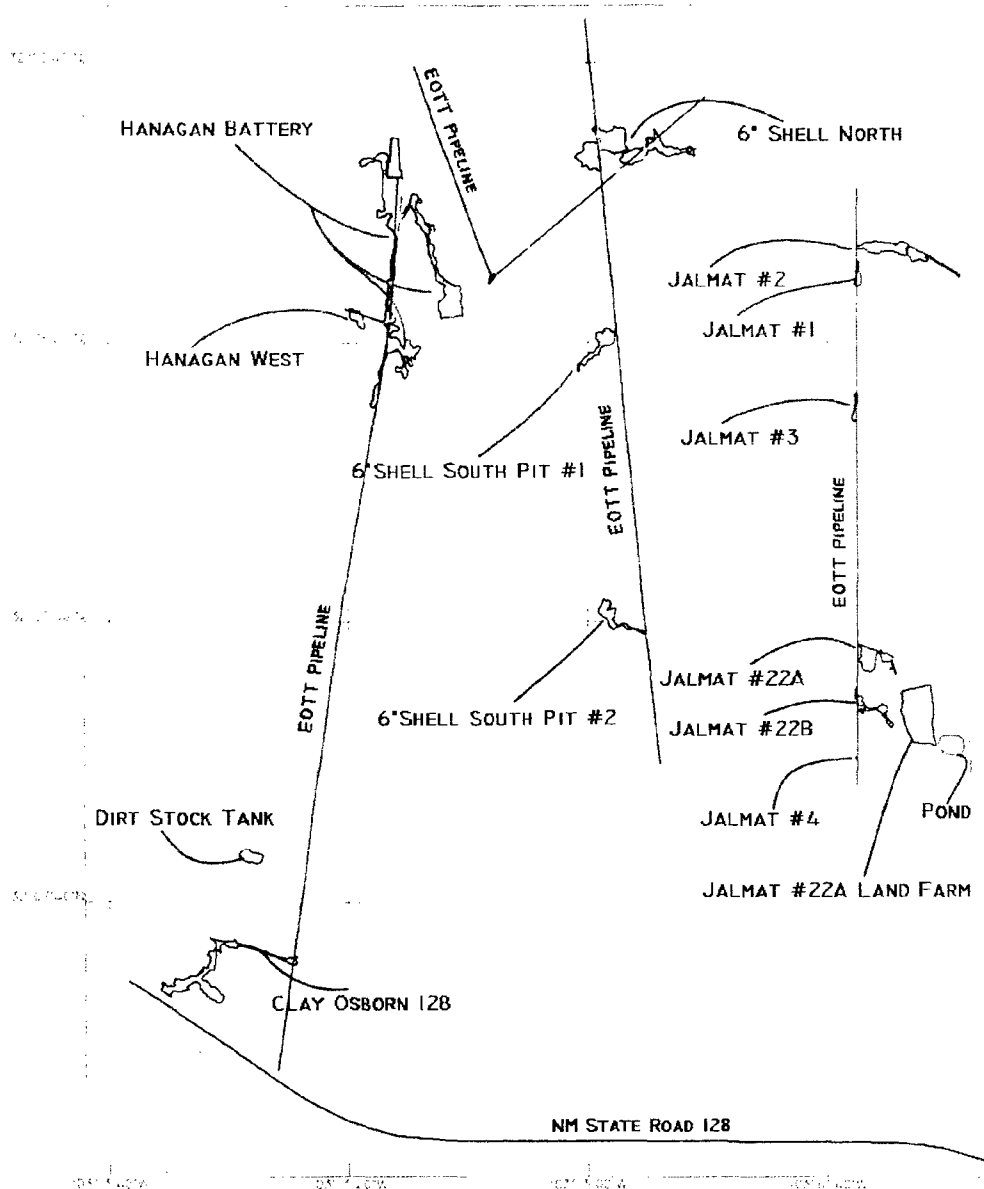 EOTT PIPELINE
HANAGAN BATTERY
6" SHELL NORTH
JALMAT #2
JALMAT #1
HANAGAN WEST
JALMAT #3
6" SHELL SOUTH PIT #1
EOTT PIPELINE
EOTT PIPELINE
EOTT PIPELINE
JALMAT #22A
6" SHELL SOUTH PIT #2
JALMAT #22B
DIRT STOCK TANK
JALMAT #4
POND
JALMAT #22A LAND FARM
CLAY OSBORN 128
NM STATE ROAD 128